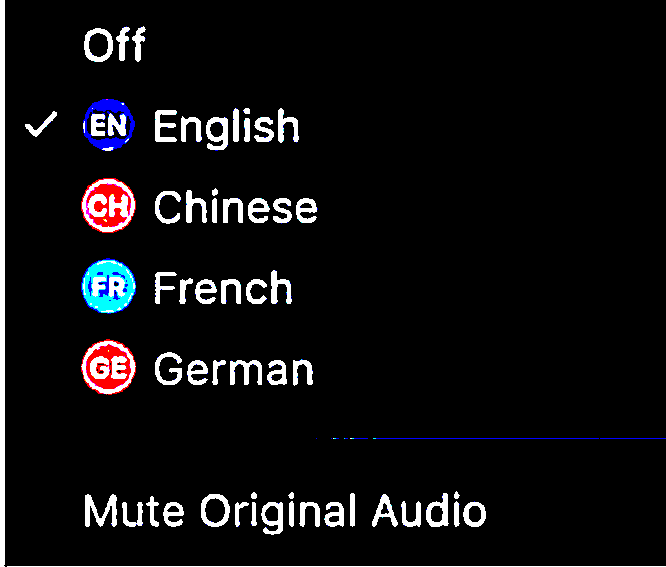 Off
EN English
CH Chinese
FR French
GE German
Mute Original Audio